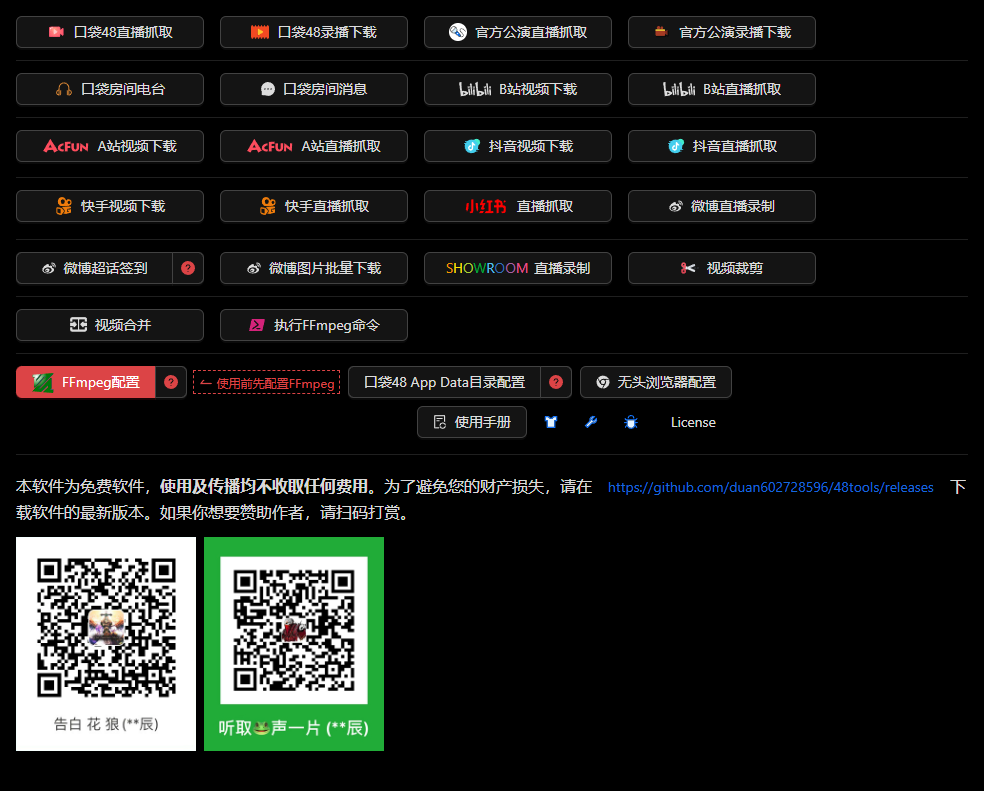 口袋48直播抓取 口袋48录播下载 官方公演直播抓取 官方公演录播下载
口袋房间电台 口袋房间消息 bilibili B站视频下载 bilibili B站直播抓取
AcFun A站视频下载 AcFun A站直播抓取 抖音视频下载 抖音直播抓取
快手视频下载 快手直播抓取 小红书 直播抓取 微博直播录制
微博超话签到 ? 微博图片批量下载 SHOWROOM 直播录制 视频裁剪
视频合并 执行FFmpeg命令
FFmpeg配置 ? ← 使用前先配置FFmpeg 口袋48 App Data目录配置 ? 无头浏览器配置
使用手册 License
本软件为免费软件，使用及传播均不收取任何费用。为了避免您的财产损失，请在 https://github.com/duan602728596/48tools/releases 下
载软件的最新版本。如果你想要赞助作者，请扫码打赏。
告白 花 狼(**辰) 听取🐸声一片 (**辰)